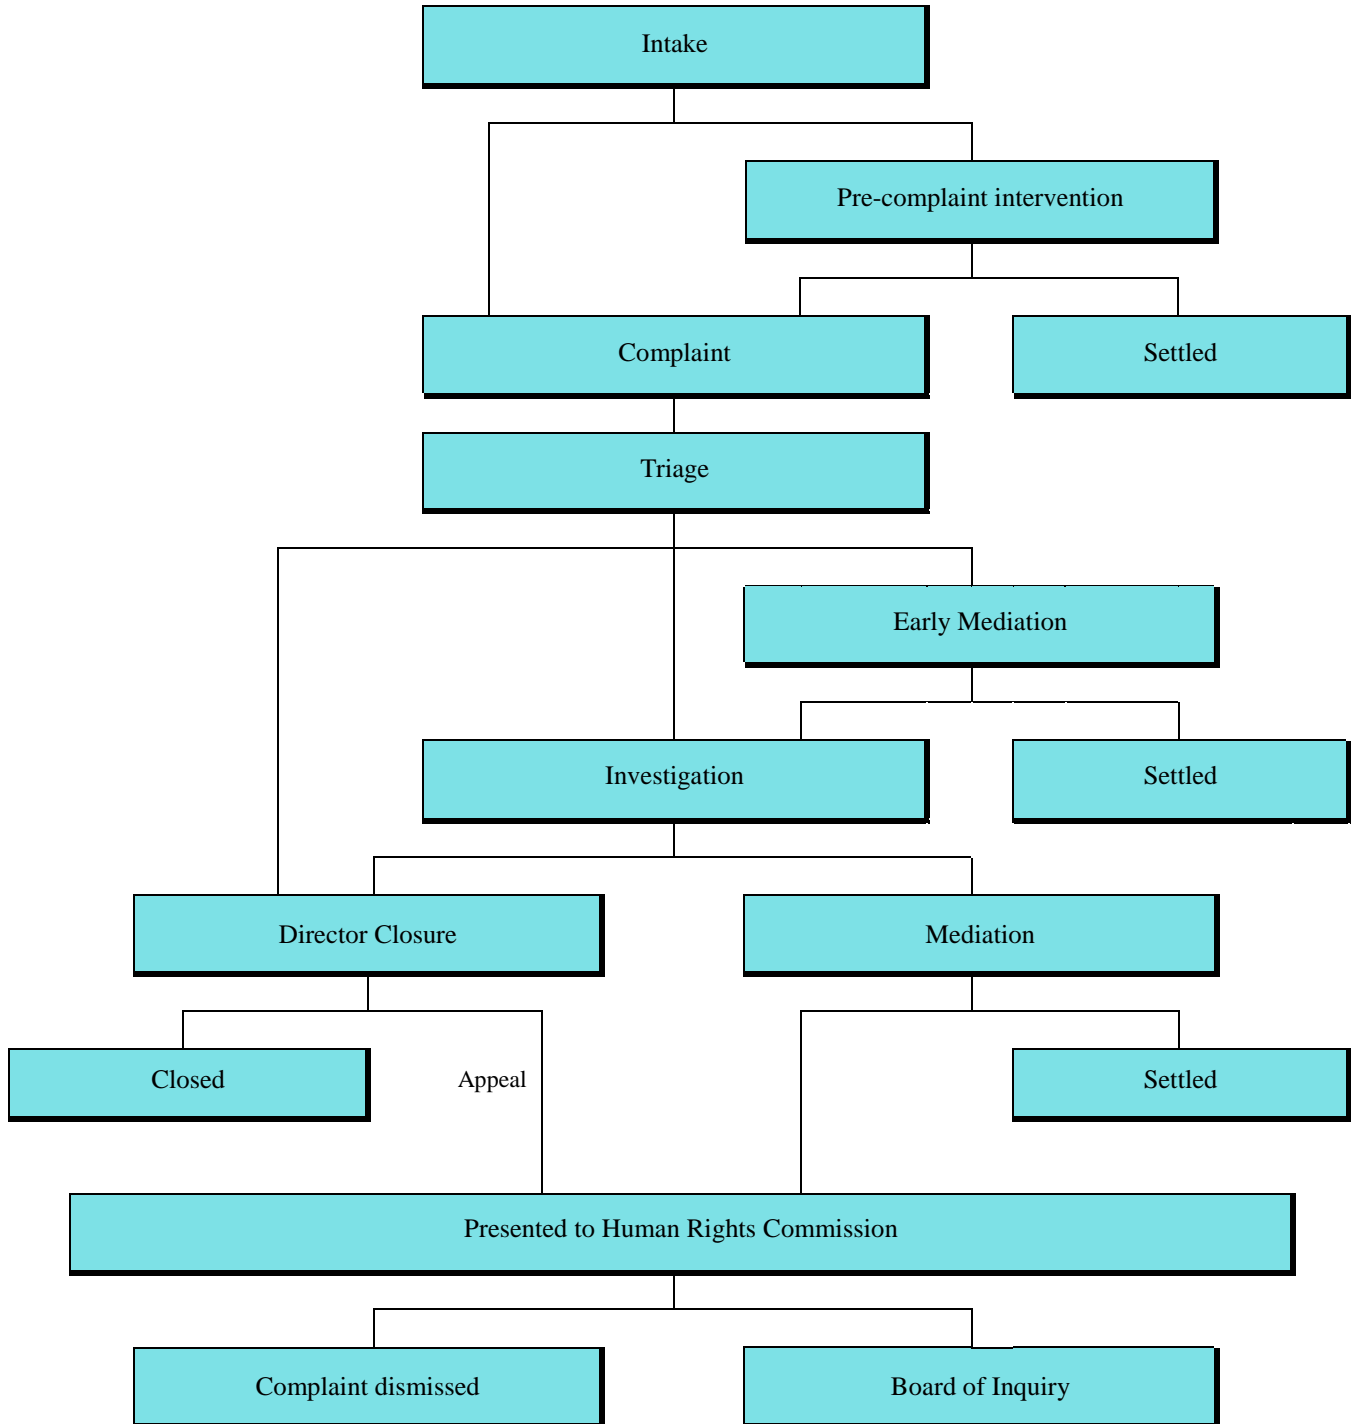 Intake
Pre-complaint intervention
Complaint
Settled
Triage
Early Mediation
Investigation
Settled
Director Closure
Mediation
Closed
Appeal
Settled
Presented to Human Rights Commission
Complaint dismissed
Board of Inquiry